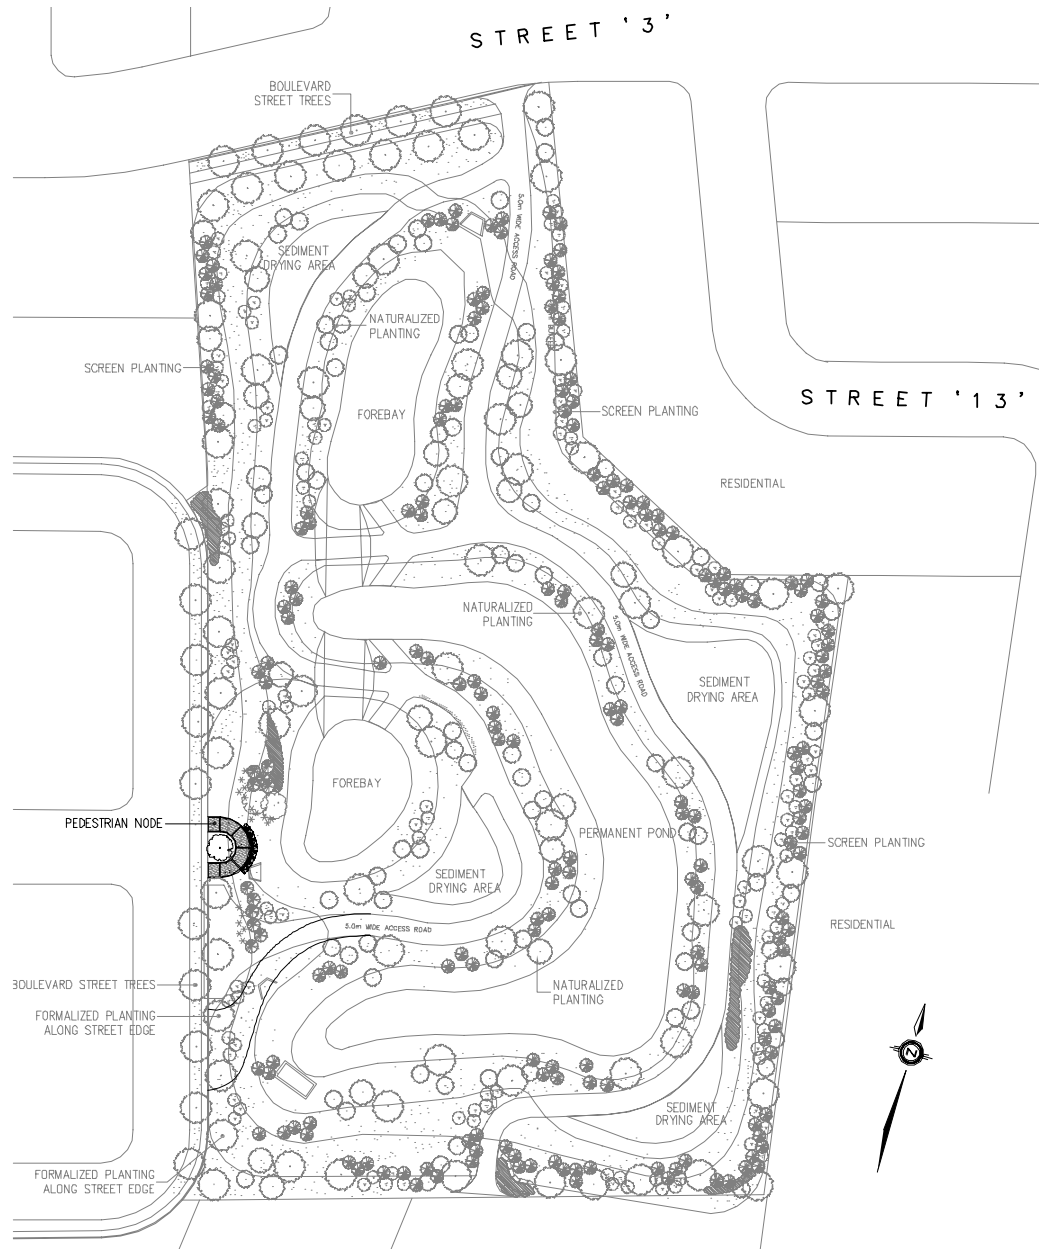 STREET '3'
BOULEVARD
STREET TREES
5.0m WIDE ACCESS ROAD
SEDIMENT
DRYING AREA
NATURALIZED
PLANTING
SCREEN PLANTING
FOREBAY
SCREEN PLANTING
STREET '13'
RESIDENTIAL
NATURALIZED
PLANTING
5.0m WIDE ACCESS ROAD
SEDIMENT
DRYING AREA
FOREBAY
PEDESTRIAN NODE
PERMANENT POND
SCREEN PLANTING
SEDIMENT
DRYING AREA
RESIDENTIAL
5.0m WIDE ACCESS ROAD
BOULEVARD STREET TREES
NATURALIZED
PLANTING
FORMALIZED PLANTING
ALONG STREET EDGE
N
SEDIMENT
DRYING AREA
FORMALIZED PLANTING
ALONG STREET EDGE